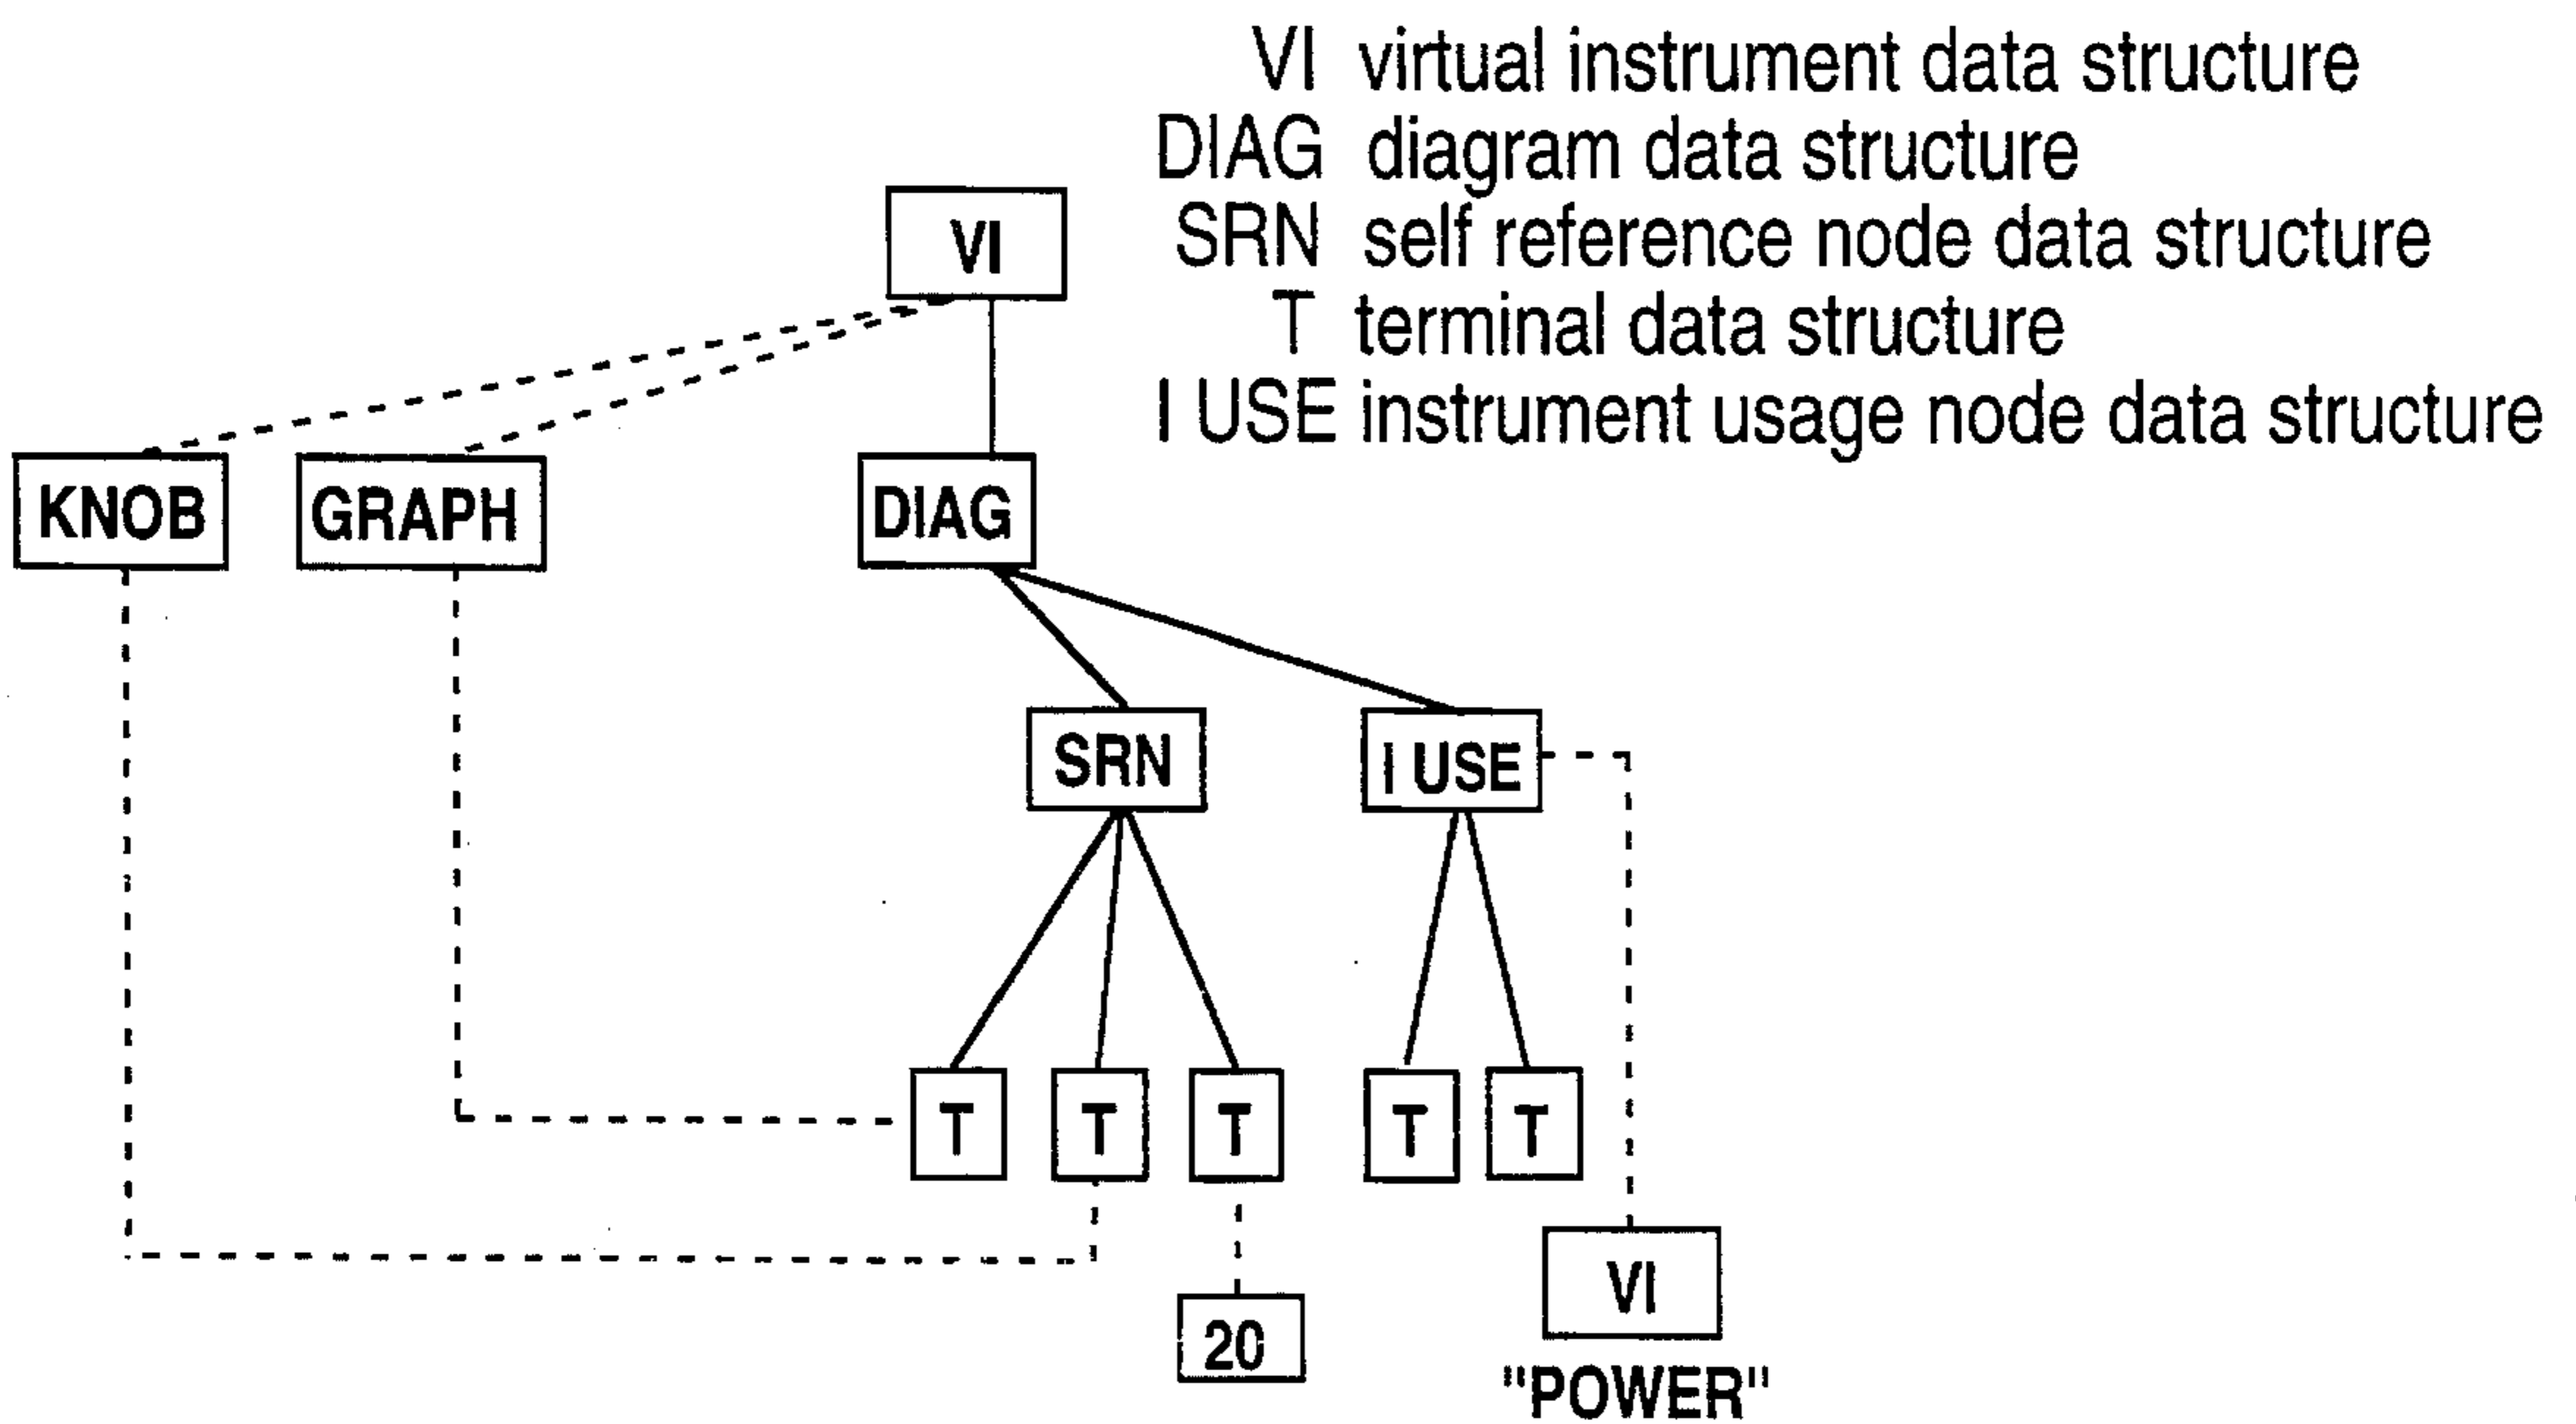 VI virtual instrument data structure
DIAG diagram data structure
SRN self reference node data structure
T terminal data structure
I USE instrument usage node data structure
VI
KNOB GRAPH DIAG
SRN I USE
T T T T T
VI
20
"POWER"